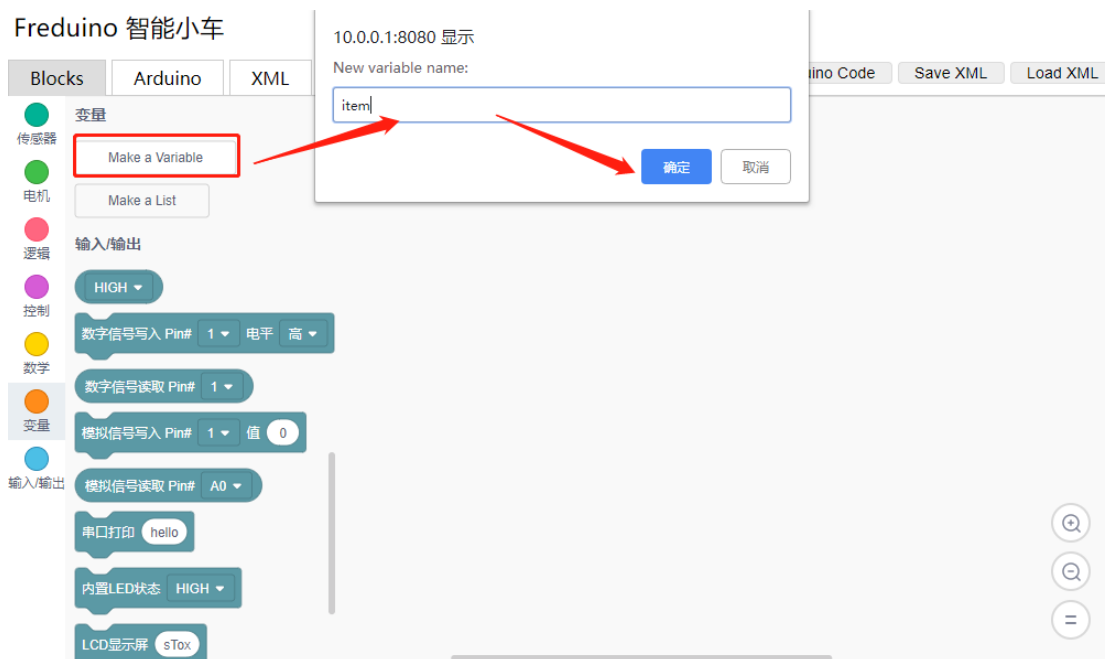 Freduino 智能小车
10.0.0.1:8080 显示
New variable name:
item
确定
取消
Blocks
Arduino
XML
ino Code
Save XML
Load XML
传感器
电机
逻辑
控制
数学
变量
输入/输出
变量
Make a Variable
Make a List
输入/输出
HIGH
数字信号写入 Pin# 1 电平 高
数字信号读取 Pin# 1
模拟信号写入 Pin# 1 值 0
模拟信号读取 Pin# A0
串口打印 hello
内置LED状态 HIGH
LCD显示屏 sTox